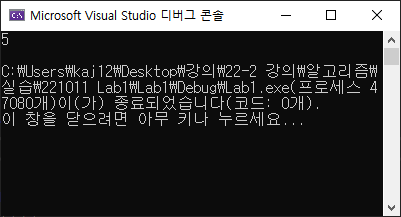 Microsoft Visual Studio 디버그 콘솔
5
C:₩Users₩kaj12₩Desktop₩강의₩22-2 강의₩알고리즘₩
실습₩221011 Lab1₩Lab1₩Debug₩Lab1.exe(프로세스 4
7080개)이(가) 종료되었습니다(코드: 0개).
이 창을 닫으려면 아무 키나 누르세요...